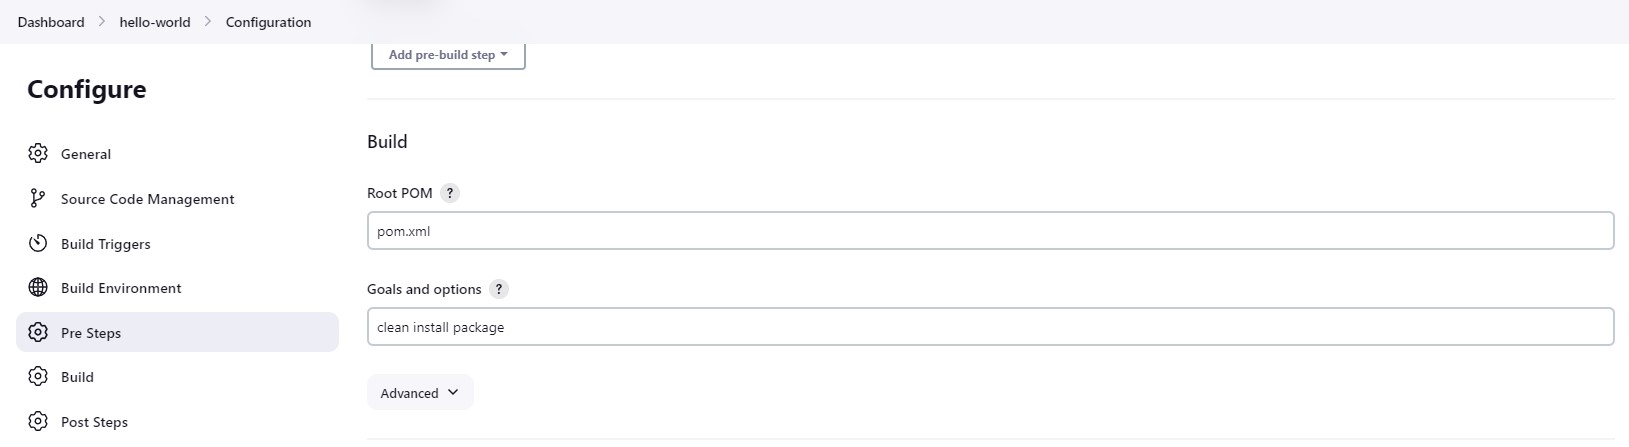 Dashboard > hello-world > Configuration
Add pre-build step
Configure
General
Source Code Management
Build Triggers
Build Environment
Pre Steps
Build
Post Steps
Build
Root POM ?
pom.xml
Goals and options ?
clean install package
Advanced